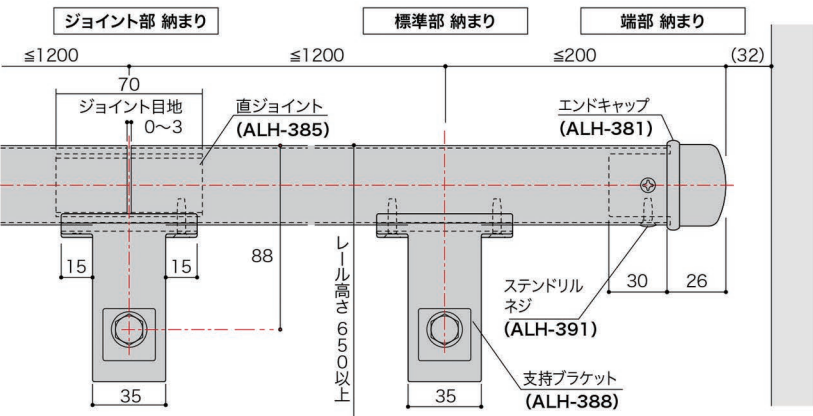 ジョイント部 納まり
標準部 納まり
端部 納まり
≦1200
≦1200
≦200
(32)
70
ジョイント目地
0〜3
直ジョイント
(ALH-385)
エンドキャップ
(ALH-381)
15
15
88
レール高さ 650以上
30
26
ステンドリル
ネジ
(ALH-391)
支持ブラケット
(ALH-388)
35
35